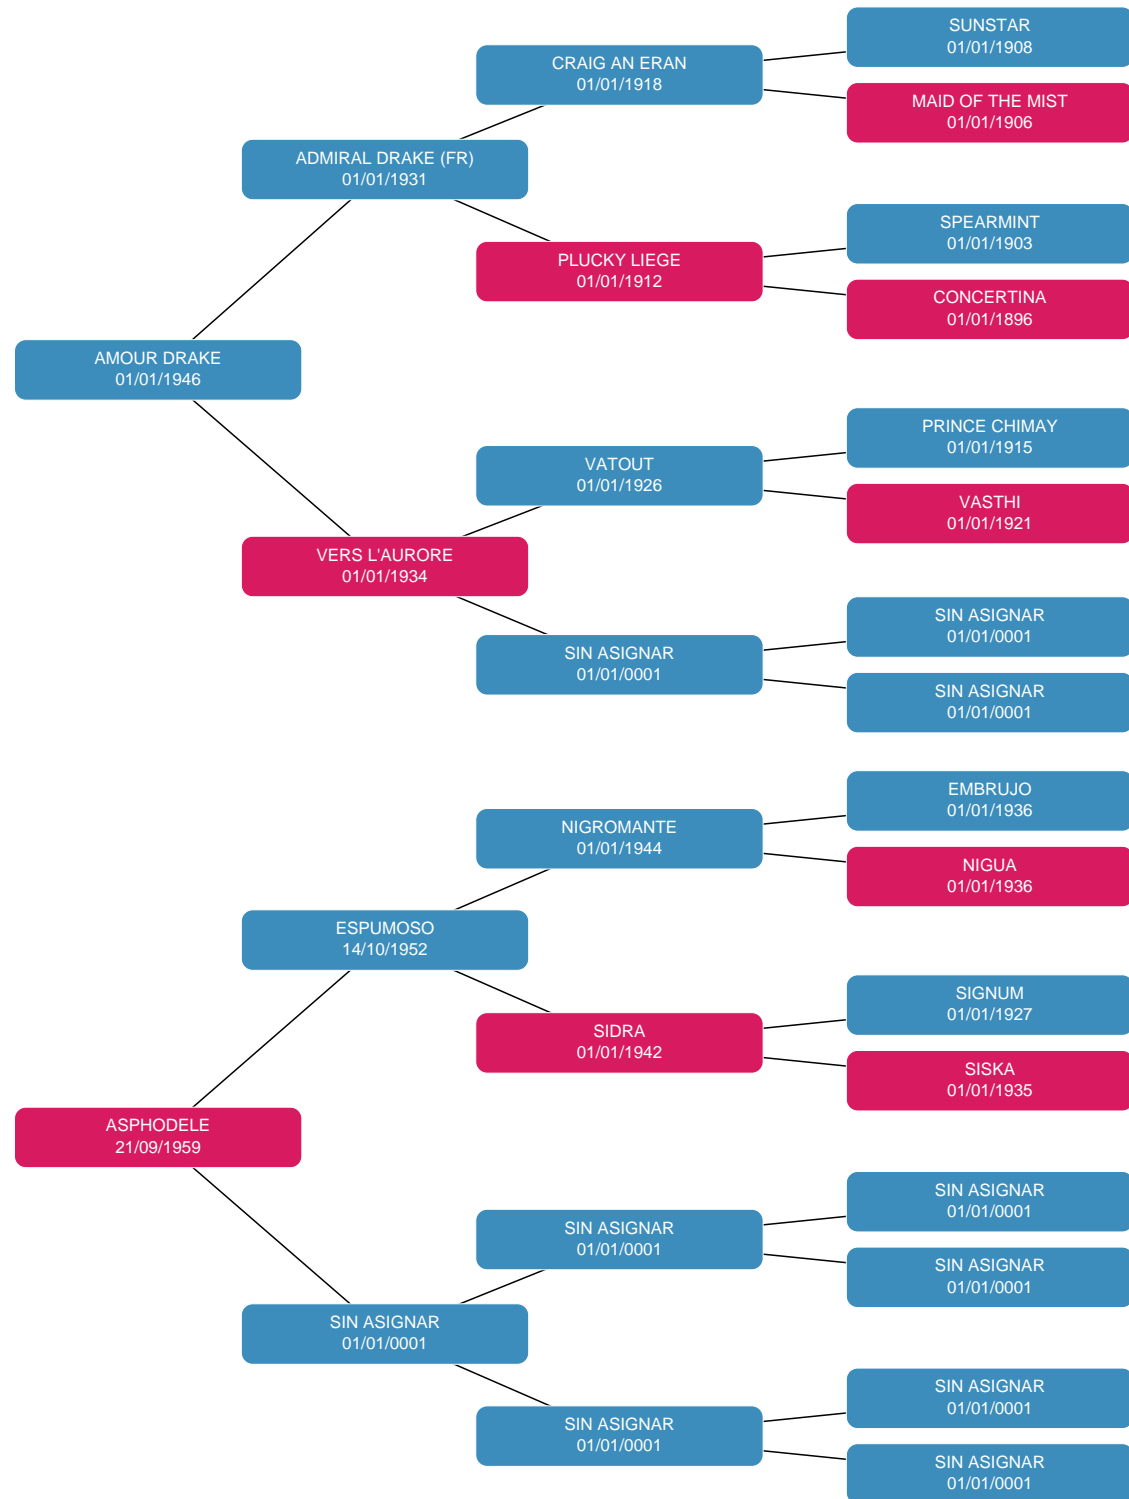 SUNSTAR
01/01/1908
CRAIG AN ERAN
01/01/1918
MAID OF THE MIST
01/01/1906
ADMIRAL DRAKE (FR)
01/01/1931
SPEARMINT
01/01/1903
PLUCKY LIEGE
01/01/1912
CONCERTINA
01/01/1896
AMOUR DRAKE
01/01/1946
PRINCE CHIMAY
01/01/1915
VATOUT
01/01/1926
VASTHI
01/01/1921
VERS L'AURORE
01/01/1934
SIN ASIGNAR
01/01/0001
SIN ASIGNAR
01/01/0001
SIN ASIGNAR
01/01/0001
EMBRUJO
01/01/1936
NIGROMANTE
01/01/1944
NIGUA
01/01/1936
ESPUMOSO
14/10/1952
SIGNUM
01/01/1927
SIDRA
01/01/1942
SISKA
01/01/1935
ASPHODELE
21/09/1959
SIN ASIGNAR
01/01/0001
SIN ASIGNAR
01/01/0001
SIN ASIGNAR
01/01/0001
SIN ASIGNAR
01/01/0001
SIN ASIGNAR
01/01/0001
SIN ASIGNAR
01/01/0001
SIN ASIGNAR
01/01/0001